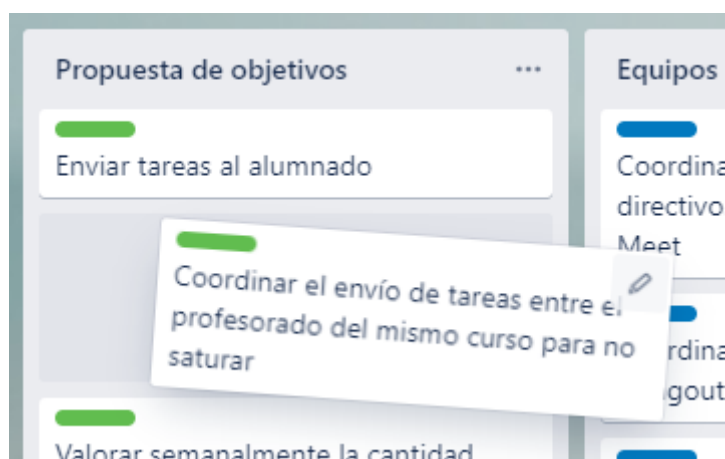 Propuesta de objetivos
Enviar tareas al alumnado
Coordinar el envío de tareas entre el
profesorado del mismo curso para no
saturar
Valorar semanalmente la cantidad
Equipos
Coordina
directivo
Meet
rdina
gout